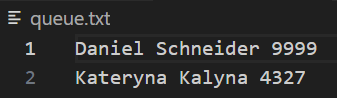 queue.txt
1 Daniel Schneider 9999
2 Kateryna Kalyna 4327